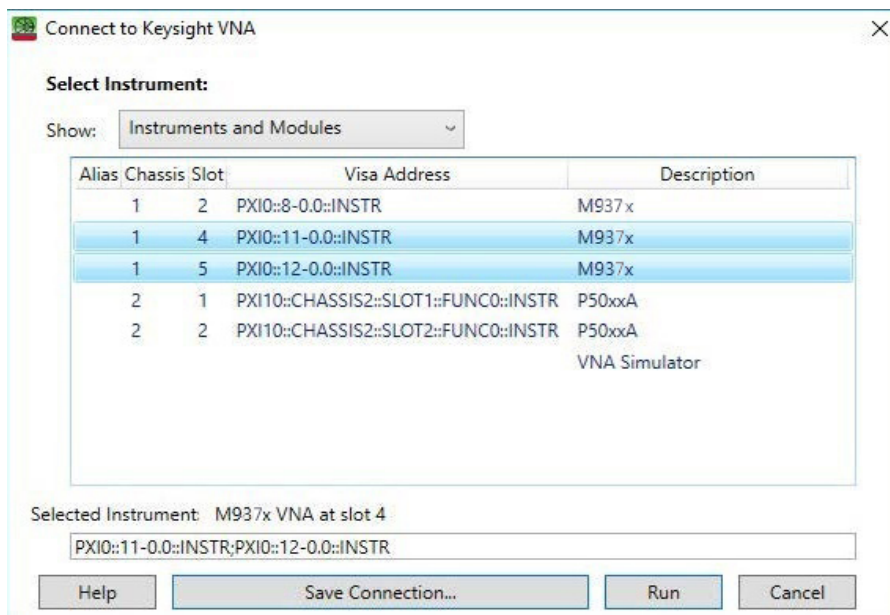 Connect to Keysight VNA
Select Instrument:
Show: Instruments and Modules
Alias Chassis Slot Visa Address Description
1 2 PXI0::8-0.0::INSTR M937x
1 4 PXI0::11-0.0::INSTR M937x
1 5 PXI0::12-0.0::INSTR M937x
2 1 PXI10::CHASSIS2::SLOT1::FUNC0::INSTR P50xxA
2 2 PXI10::CHASSIS2::SLOT2::FUNC0::INSTR P50xxA
VNA Simulator
Selected Instrument: M937x VNA at slot 4
PXI0::11-0.0::INSTR;PXI0::12-0.0::INSTR
Help Save Connection... Run Cancel